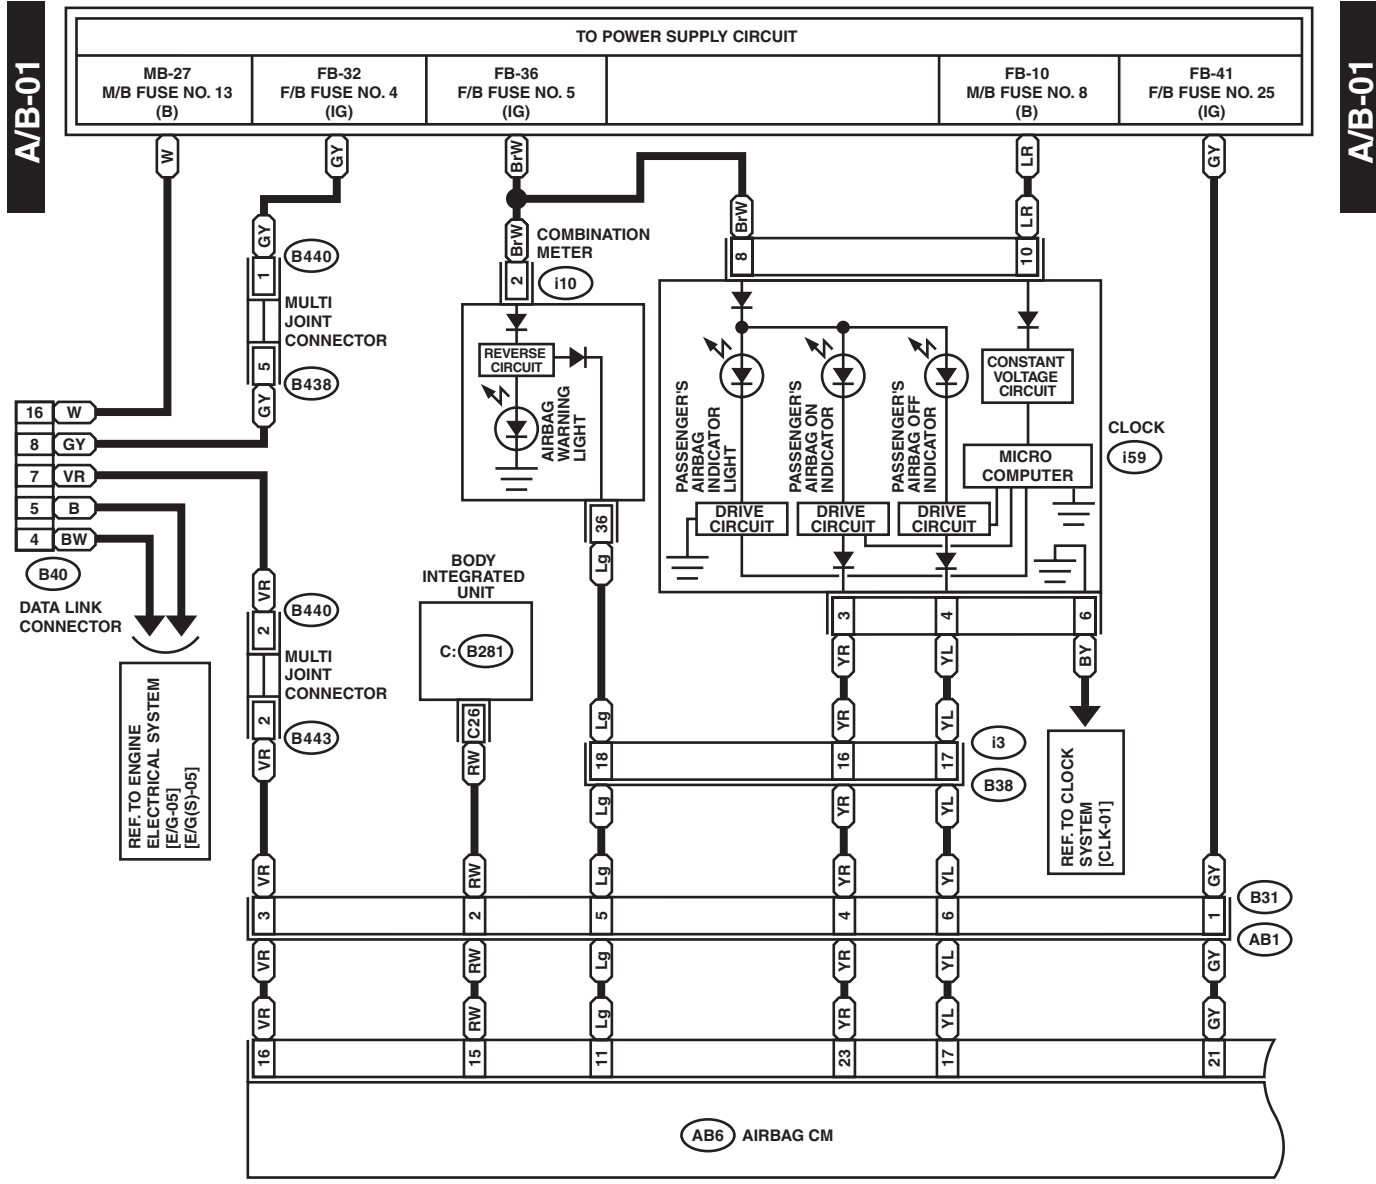 A/B-01
A/B-01
TO POWER SUPPLY CIRCUIT
MB-27
M/B FUSE NO. 13
(B)
FB-32
F/B FUSE NO. 4
(IG)
FB-36
F/B FUSE NO. 5
(IG)
FB-10
M/B FUSE NO. 8
(B)
FB-41
F/B FUSE NO. 25
(IG)
W
GY
BrW
LR
GY
GY
BrW
BrW
LR
B440
COMBINATION
METER
8
10
1
2
i10
MULTI
JOINT
CONNECTOR
REVERSE
CIRCUIT
CONSTANT
VOLTAGE
CIRCUIT
5
B438
GY
AIRBAG
WARNING
LIGHT
PASSENGER'S
AIRBAG
INDICATOR
LIGHT
PASSENGER'S
AIRBAG ON
INDICATOR
PASSENGER'S
AIRBAG OFF
INDICATOR
CLOCK
i59
MICRO
COMPUTER
16 W
8 GY
7 VR
5 B
4 BW
36
DRIVE
CIRCUIT
DRIVE
CIRCUIT
DRIVE
CIRCUIT
B40
DATA LINK
CONNECTOR
BODY
INTEGRATED
UNIT
Lg
VR
B440
2
3
4
6
MULTI
JOINT
CONNECTOR
C: B281
YR
YL
BY
REF. TO ENGINE
ELECTRICAL SYSTEM
[E/G-05]
[E/G(S)-05]
2
B443
C26
Lg
YR
YL
VR
RW
18
16
17
i3
B38
REF. TO CLOCK
SYSTEM
[CLK-01]
Lg
YR
YL
VR
RW
Lg
YR
YL
GY
3
2
5
4
6
1
B31
AB1
VR
RW
Lg
YR
YL
GY
VR
RW
Lg
YR
YL
GY
16
15
11
23
17
21
AB6 AIRBAG CM